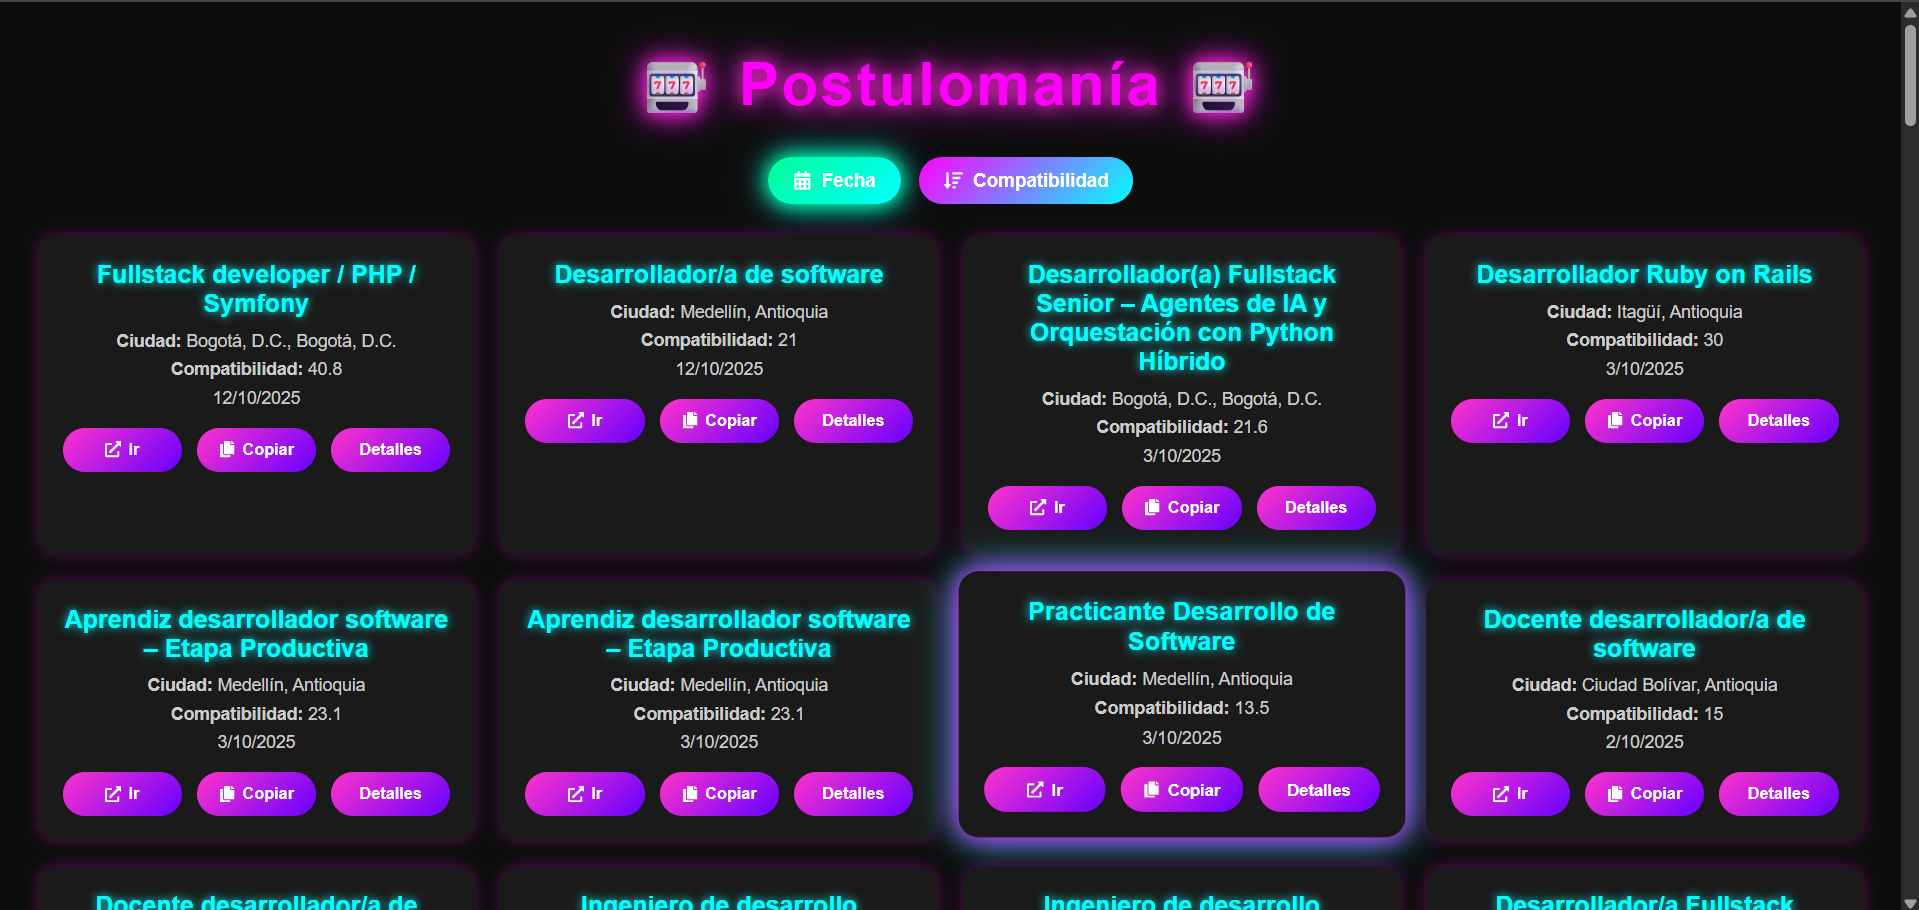 Postulomanía
Fecha
Compatibilidad
Fullstack developer / PHP /
Symfony
Ciudad: Bogotá, D.C., Bogotá, D.C.
Compatibilidad: 40.8
12/10/2025
Ir
Copiar
Detalles
Desarrollador/a de software
Ciudad: Medellín, Antioquia
Compatibilidad: 21
12/10/2025
Ir
Copiar
Detalles
Desarrollador(a) Fullstack
Senior – Agentes de IA y
Orquestación con Python
Híbrido
Ciudad: Bogotá, D.C., Bogotá, D.C.
Compatibilidad: 21.6
3/10/2025
Ir
Copiar
Detalles
Desarrollador Ruby on Rails
Ciudad: Itagüí, Antioquia
Compatibilidad: 30
3/10/2025
Ir
Copiar
Detalles
Aprendiz desarrollador software
– Etapa Productiva
Ciudad: Medellín, Antioquia
Compatibilidad: 23.1
3/10/2025
Ir
Copiar
Detalles
Aprendiz desarrollador software
– Etapa Productiva
Ciudad: Medellín, Antioquia
Compatibilidad: 23.1
3/10/2025
Ir
Copiar
Detalles
Practicante Desarrollo de
Software
Ciudad: Medellín, Antioquia
Compatibilidad: 13.5
3/10/2025
Ir
Copiar
Detalles
Docente desarrollador/a de
software
Ciudad: Ciudad Bolívar, Antioquia
Compatibilidad: 15
2/10/2025
Ir
Copiar
Detalles
Docente desarrollador/a de
Ingeniero de desarrollo
Ingeniero de desarrollo
Desarrollador/a Fullstack